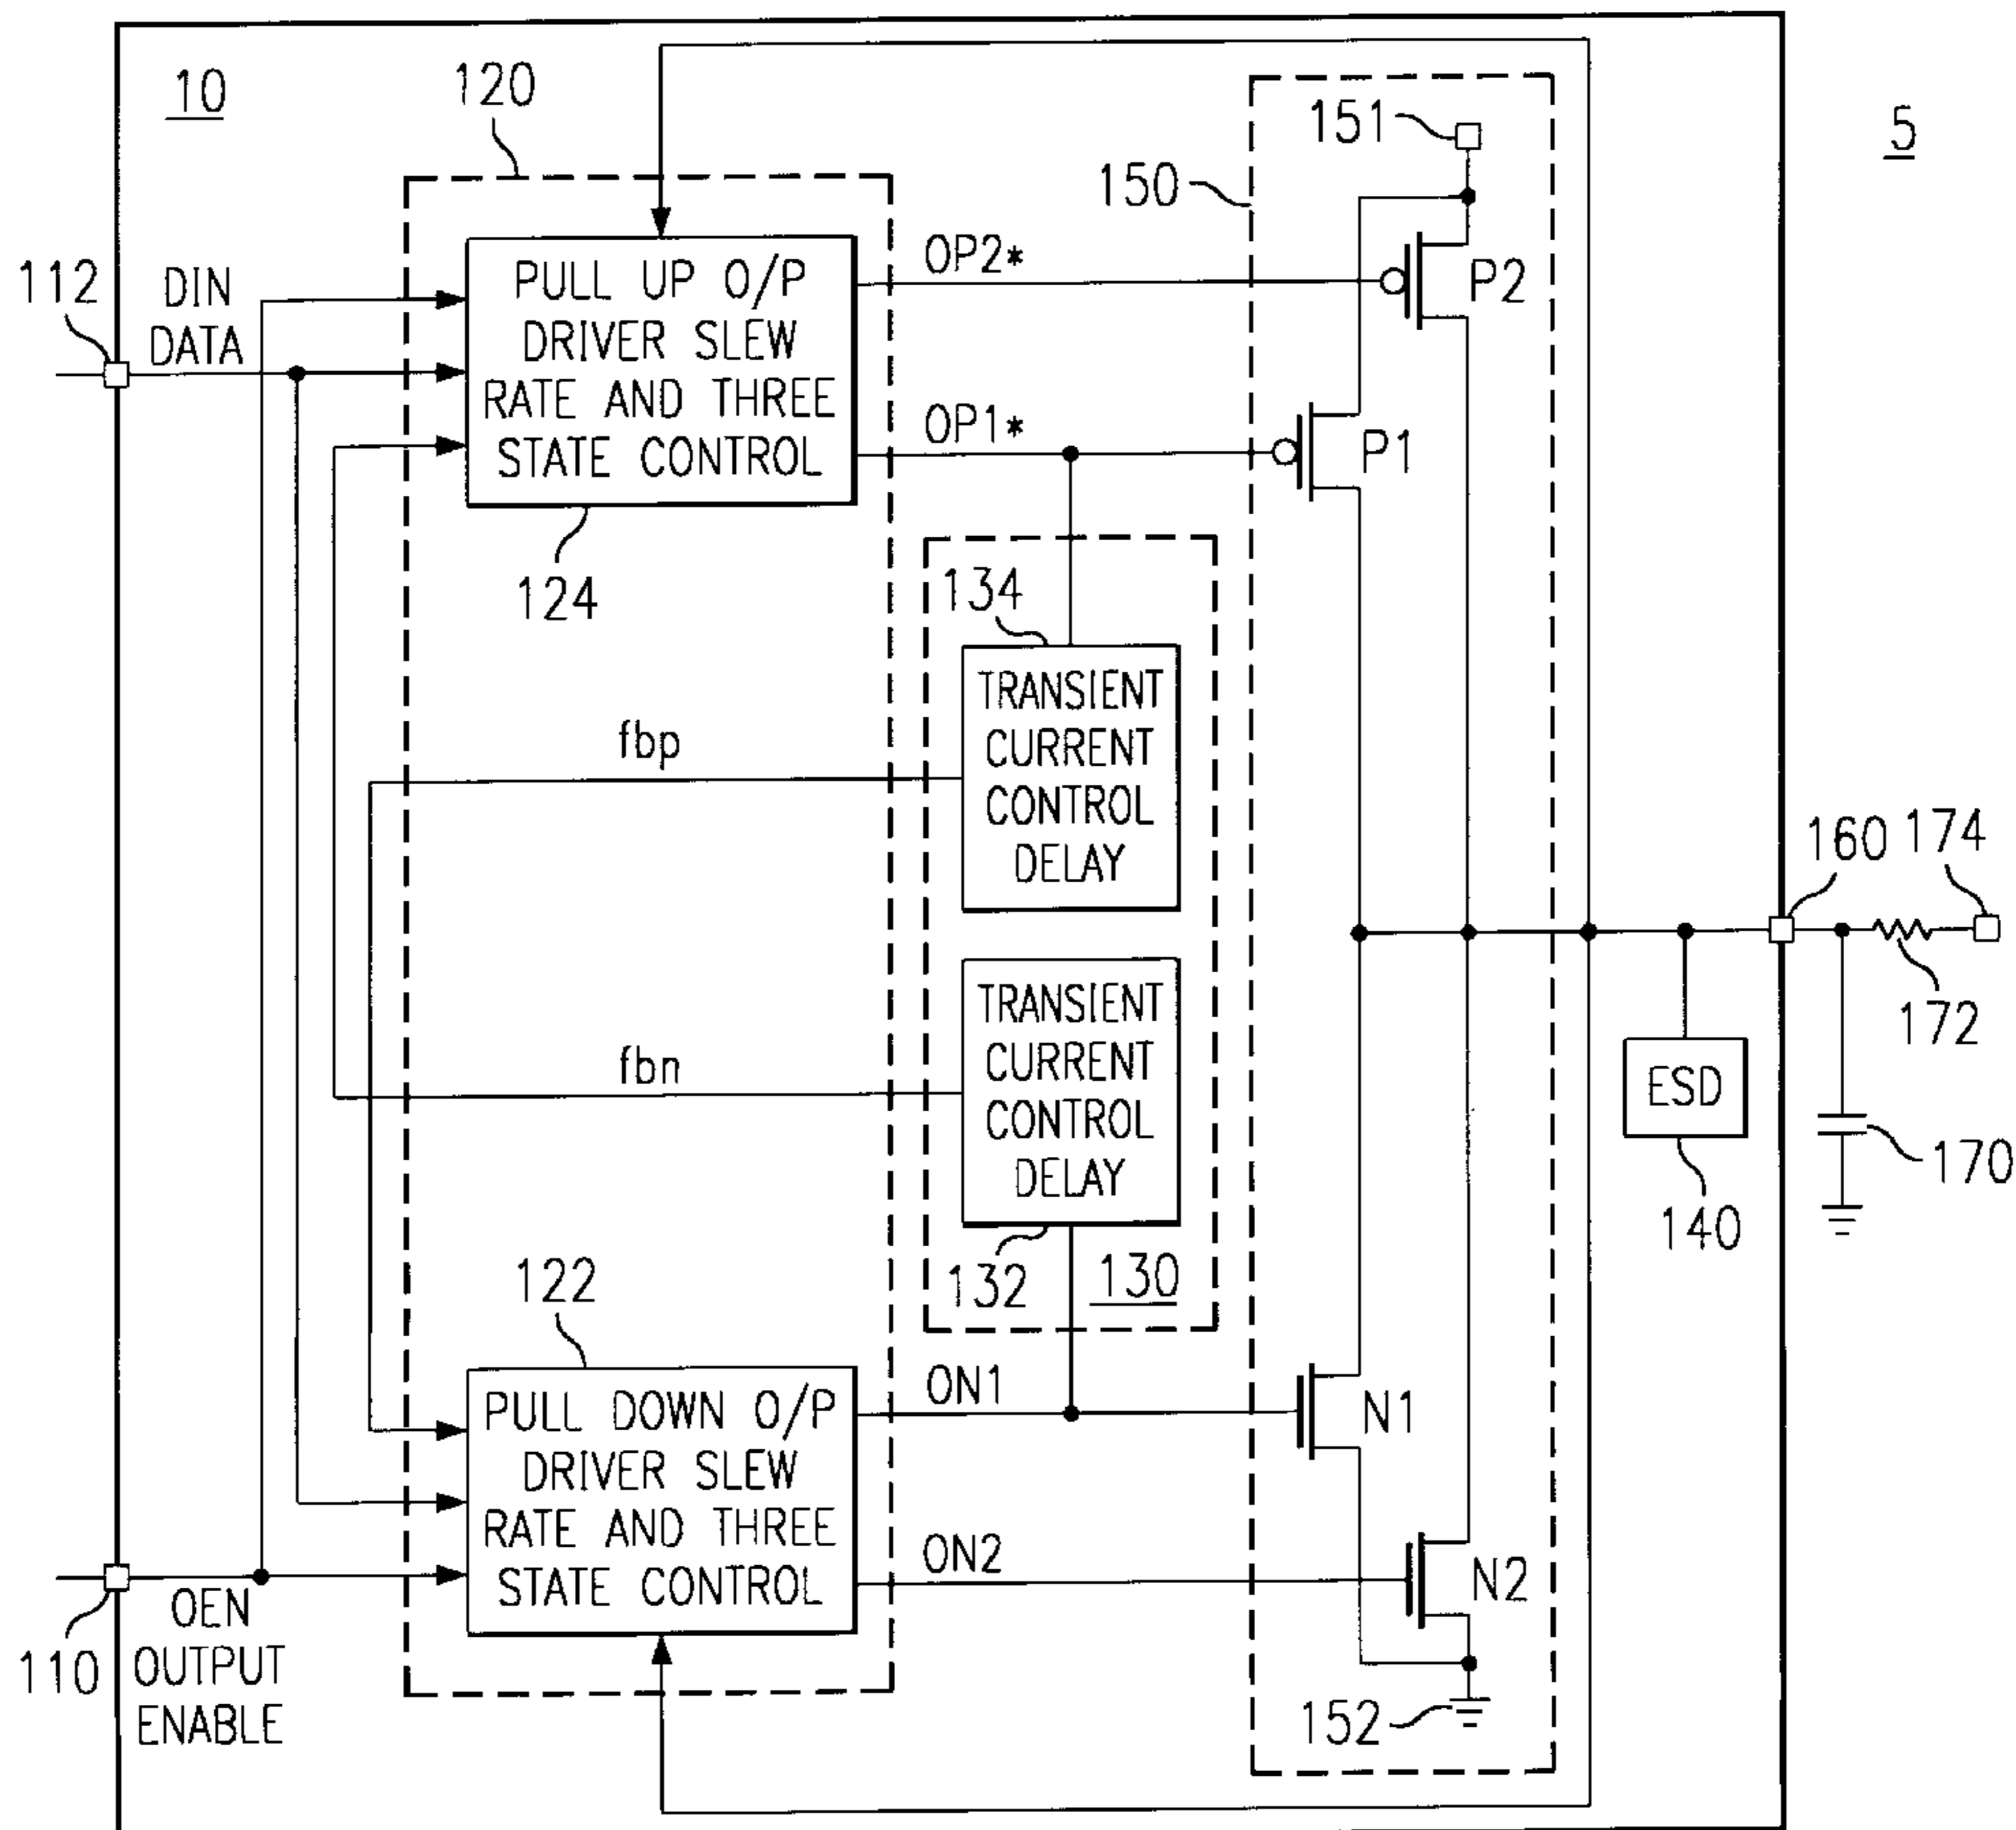 10
120
5
151
150
112
DIN
DATA
PULL UP O/P
DRIVER SLEW
RATE AND THREE
STATE CONTROL
OP2*
P2
OP1*
P1
124
134
TRANSIENT
CURRENT
CONTROL
DELAY
fbp
160
174
172
TRANSIENT
CURRENT
CONTROL
DELAY
fbn
ESD
170
140
132
130
122
PULL DOWN O/P
DRIVER SLEW
RATE AND THREE
STATE CONTROL
ON1
N1
ON2
N2
110
OEN
OUTPUT
ENABLE
152